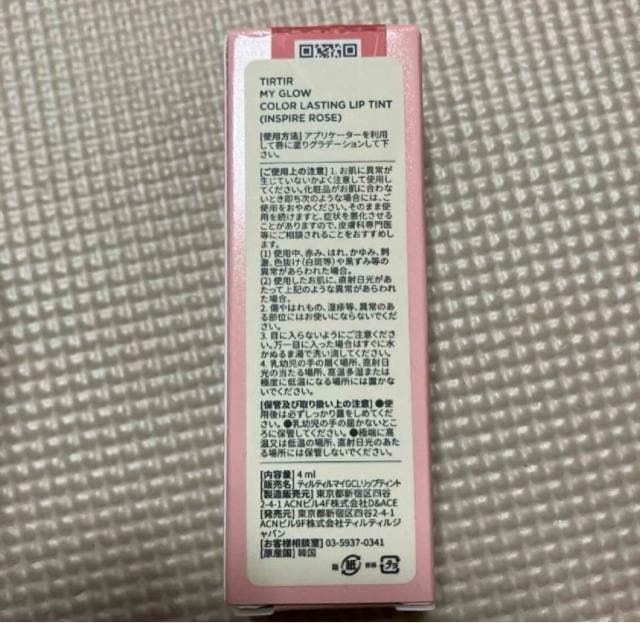 TIRTIR
MY GLOW
COLOR LASTING LIP TINT
(INSPIRE ROSE)
[使用方法] アプリケーターを利用
して唇に塗りグラデーションして下
さい。
[ご使用上の注意] 1. お肌に異常が
生じていないかよく注意して使用し
てください。化粧品がお肌に合わな
いとき即ち次のような場合には、ご
使用をおやめください。そのまま使
用を続けますと、症状を悪化させる
ことがありますので、皮膚科専門医
等にご相談されることをおすすめし
ます。
(1) 使用中、赤み、はれ、かゆみ、刺
激、色抜け(白斑等)や黒ずみ等の
異常があらわれた場合。
(2) 使用したお肌に、直射日光があ
たって上記のような異常があらわれ
た場合。
2. 傷やはれもの、湿疹等、異常のあ
る部位にはお使いにならないでくだ
さい。
3. 目に入らないようにご注意くださ
い。万一目に入った場合はすぐに水
かぬるま湯で洗い流してください。
4. 乳幼児の手の届く場所、直射日
光の当たる場所、高温多湿または
極度に低温になる場所には置かな
いでください。
[保管及び取り扱い上の注意] ●使
用後は必ずしっかり蓋をしめてくだ
さい。●乳幼児の手の届かないとこ
ろに保管してください。●極端に高
温又は低温の場所、直射日光のあた
る場所には保管しないでください。
[内容量] 4 ml
[販売名] ティルティルマイGCLリップティント
[製造販売元] 東京都新宿区四谷
2-4-1 ACNビル4F株式会社D&ACE
[発売元] 東京都新宿区四谷2-4-1
ACNビル9F株式会社ティルティルジ
ャパン
[お客様相談室] 03-5937-0341
[原産国] 韓国
箱 紙